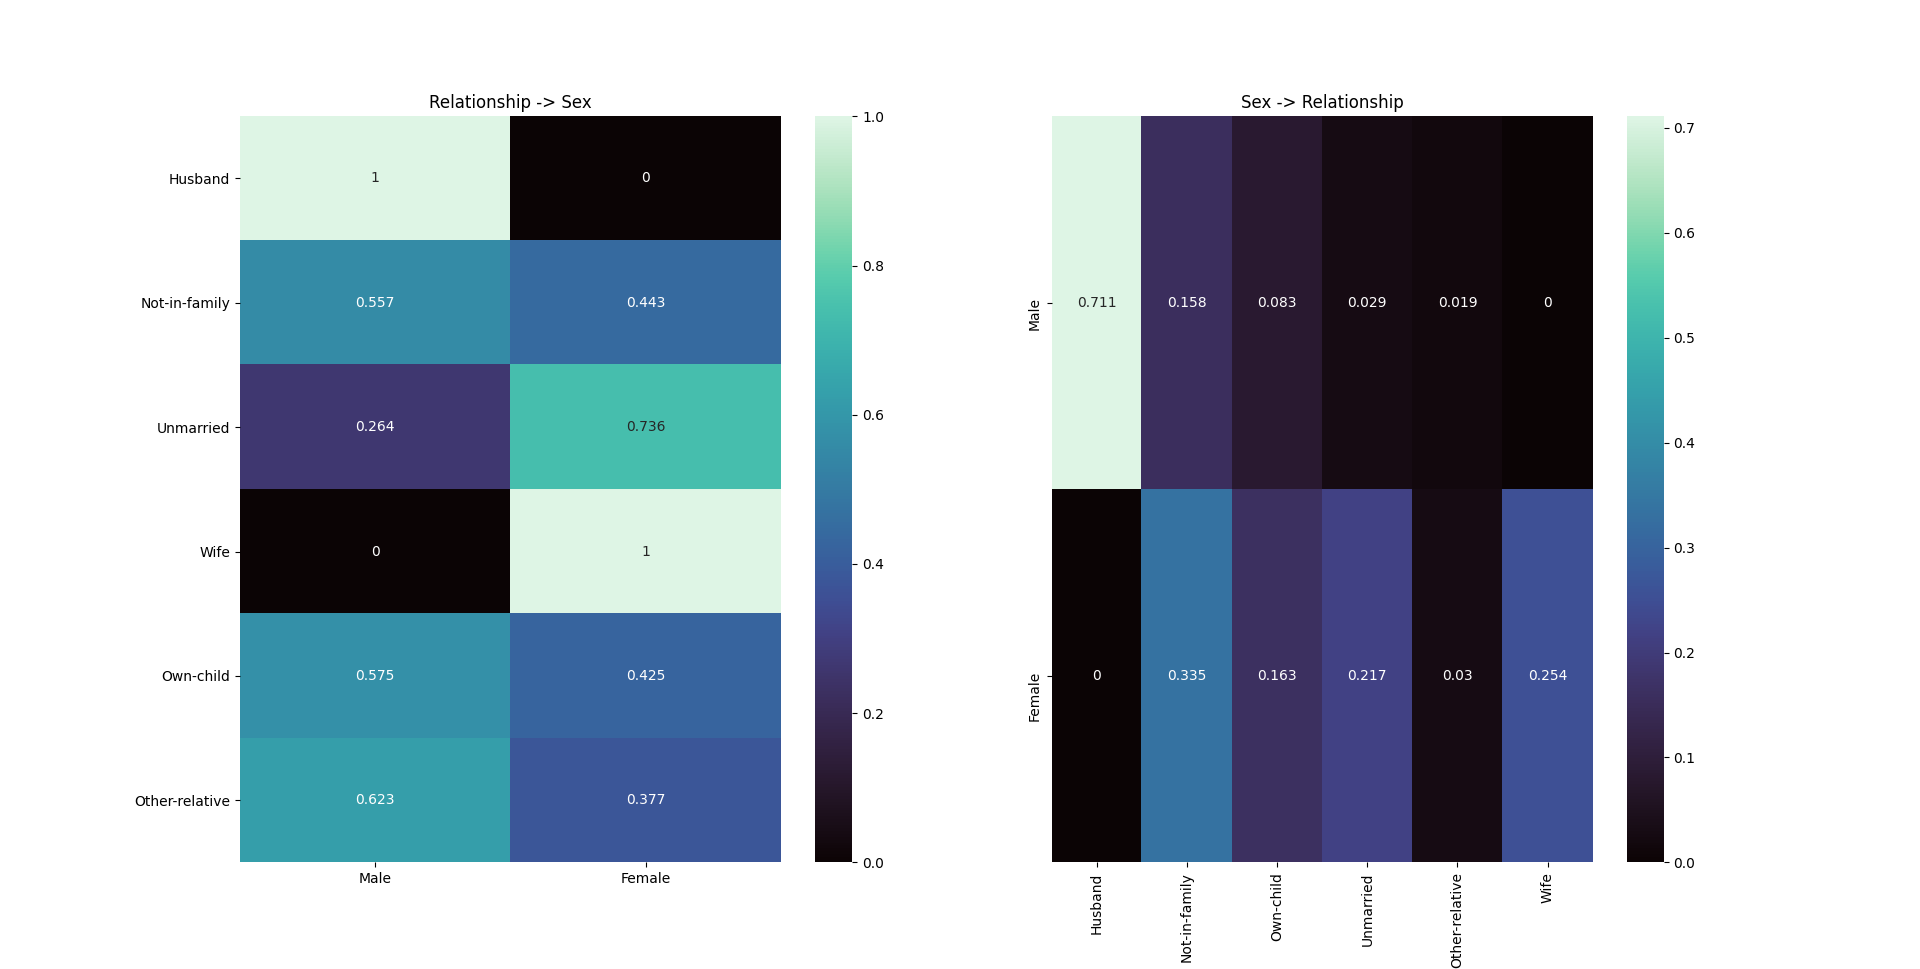 Relationship -> Sex
Husband 1 0
Not-in-family 0.557 0.443
Unmarried 0.264 0.736
Wife 0 1
Own-child 0.575 0.425
Other-relative 0.623 0.377
Male Female
1.0
0.8
0.6
0.4
0.2
0.0
Sex -> Relationship
Male 0.711 0.158 0.083 0.029 0.019 0
Female 0 0.335 0.163 0.217 0.03 0.254
Husband Not-in-family Own-child Unmarried Other-relative Wife
0.7
0.6
0.5
0.4
0.3
0.2
0.1
0.0